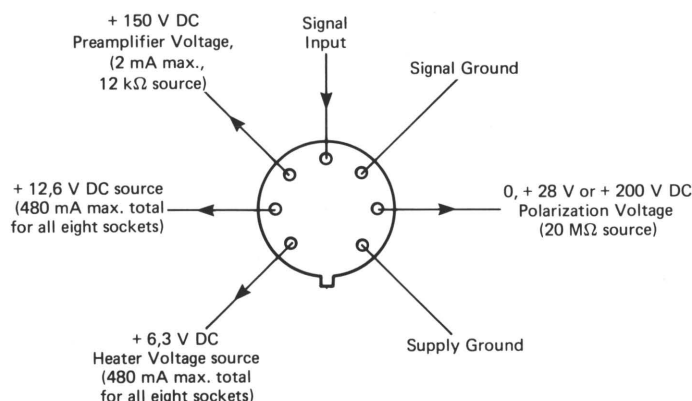 + 150 V DC
Preamplifier Voltage,
(2 mA max.,
12 kΩ source)
Signal
Input
Signal Ground
+ 12,6 V DC source
(480 mA max. total
for all eight sockets)
0, + 28 V or + 200 V DC
Polarization Voltage
(20 MΩ source)
+ 6,3 V DC
Heater Voltage source
(480 mA max. total
for all eight sockets)
Supply Ground